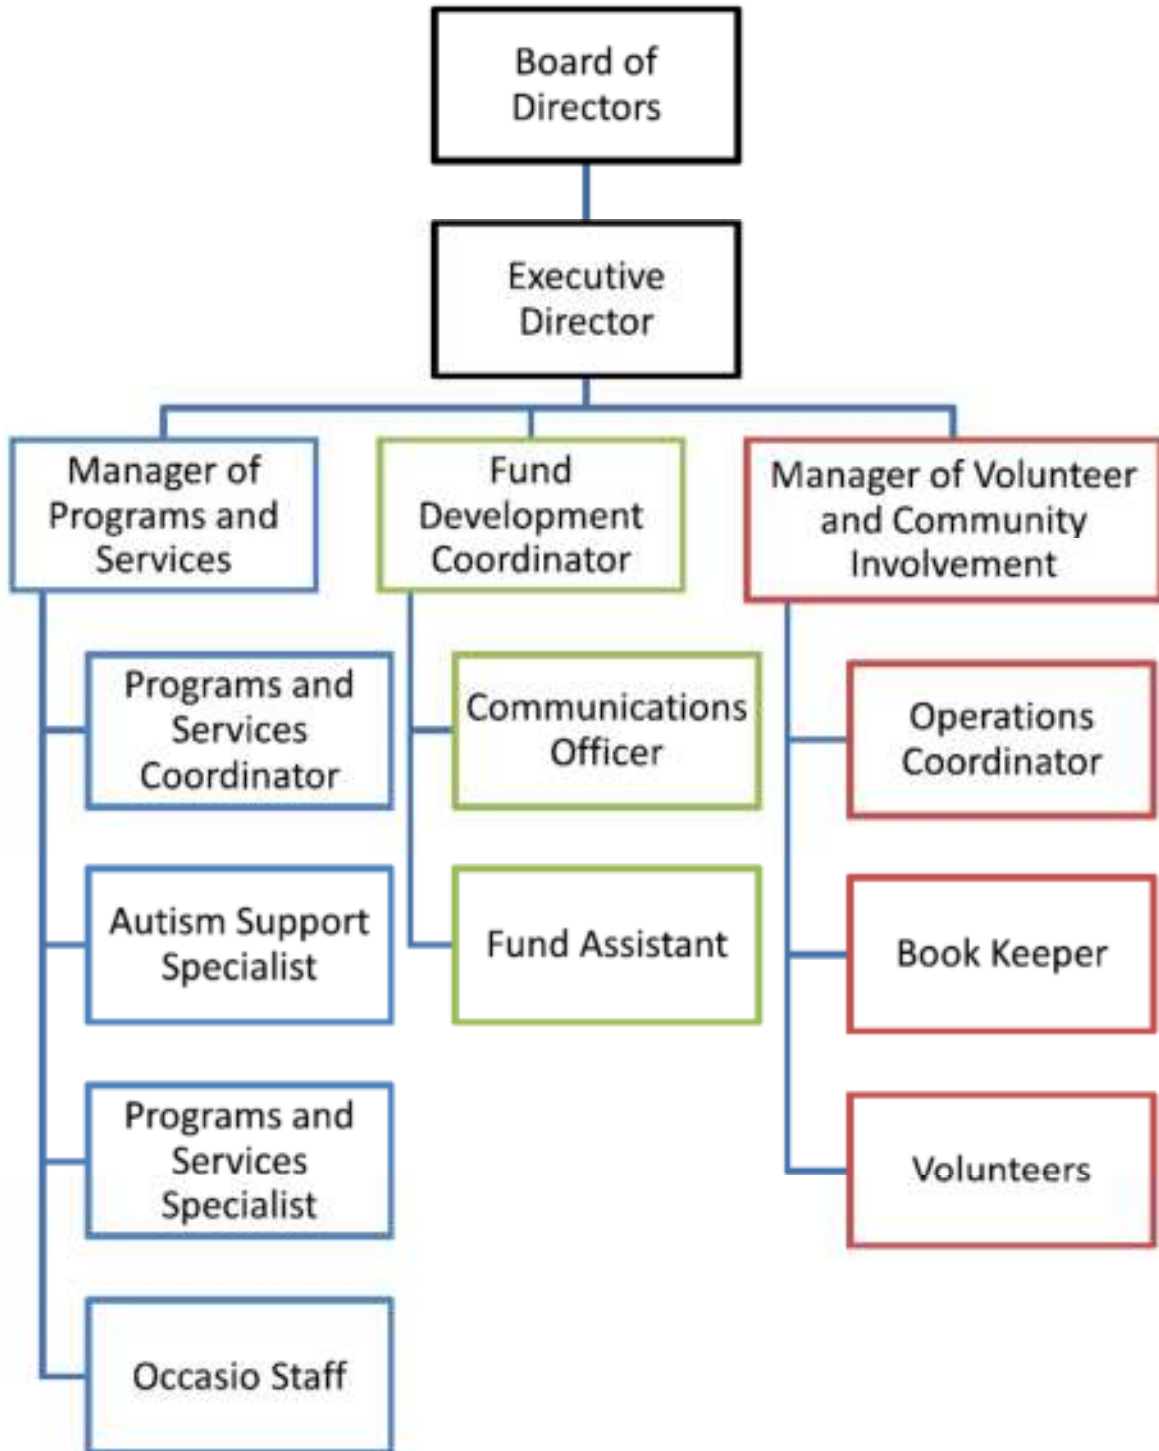 Board of
Directors
Executive
Director
Manager of
Programs and
Services
Fund
Development
Coordinator
Manager of Volunteer
and Community
Involvement
Programs and
Services
Coordinator
Communications
Officer
Operations
Coordinator
Autism Support
Specialist
Fund Assistant
Book Keeper
Programs and
Services
Specialist
Volunteers
Occasio Staff